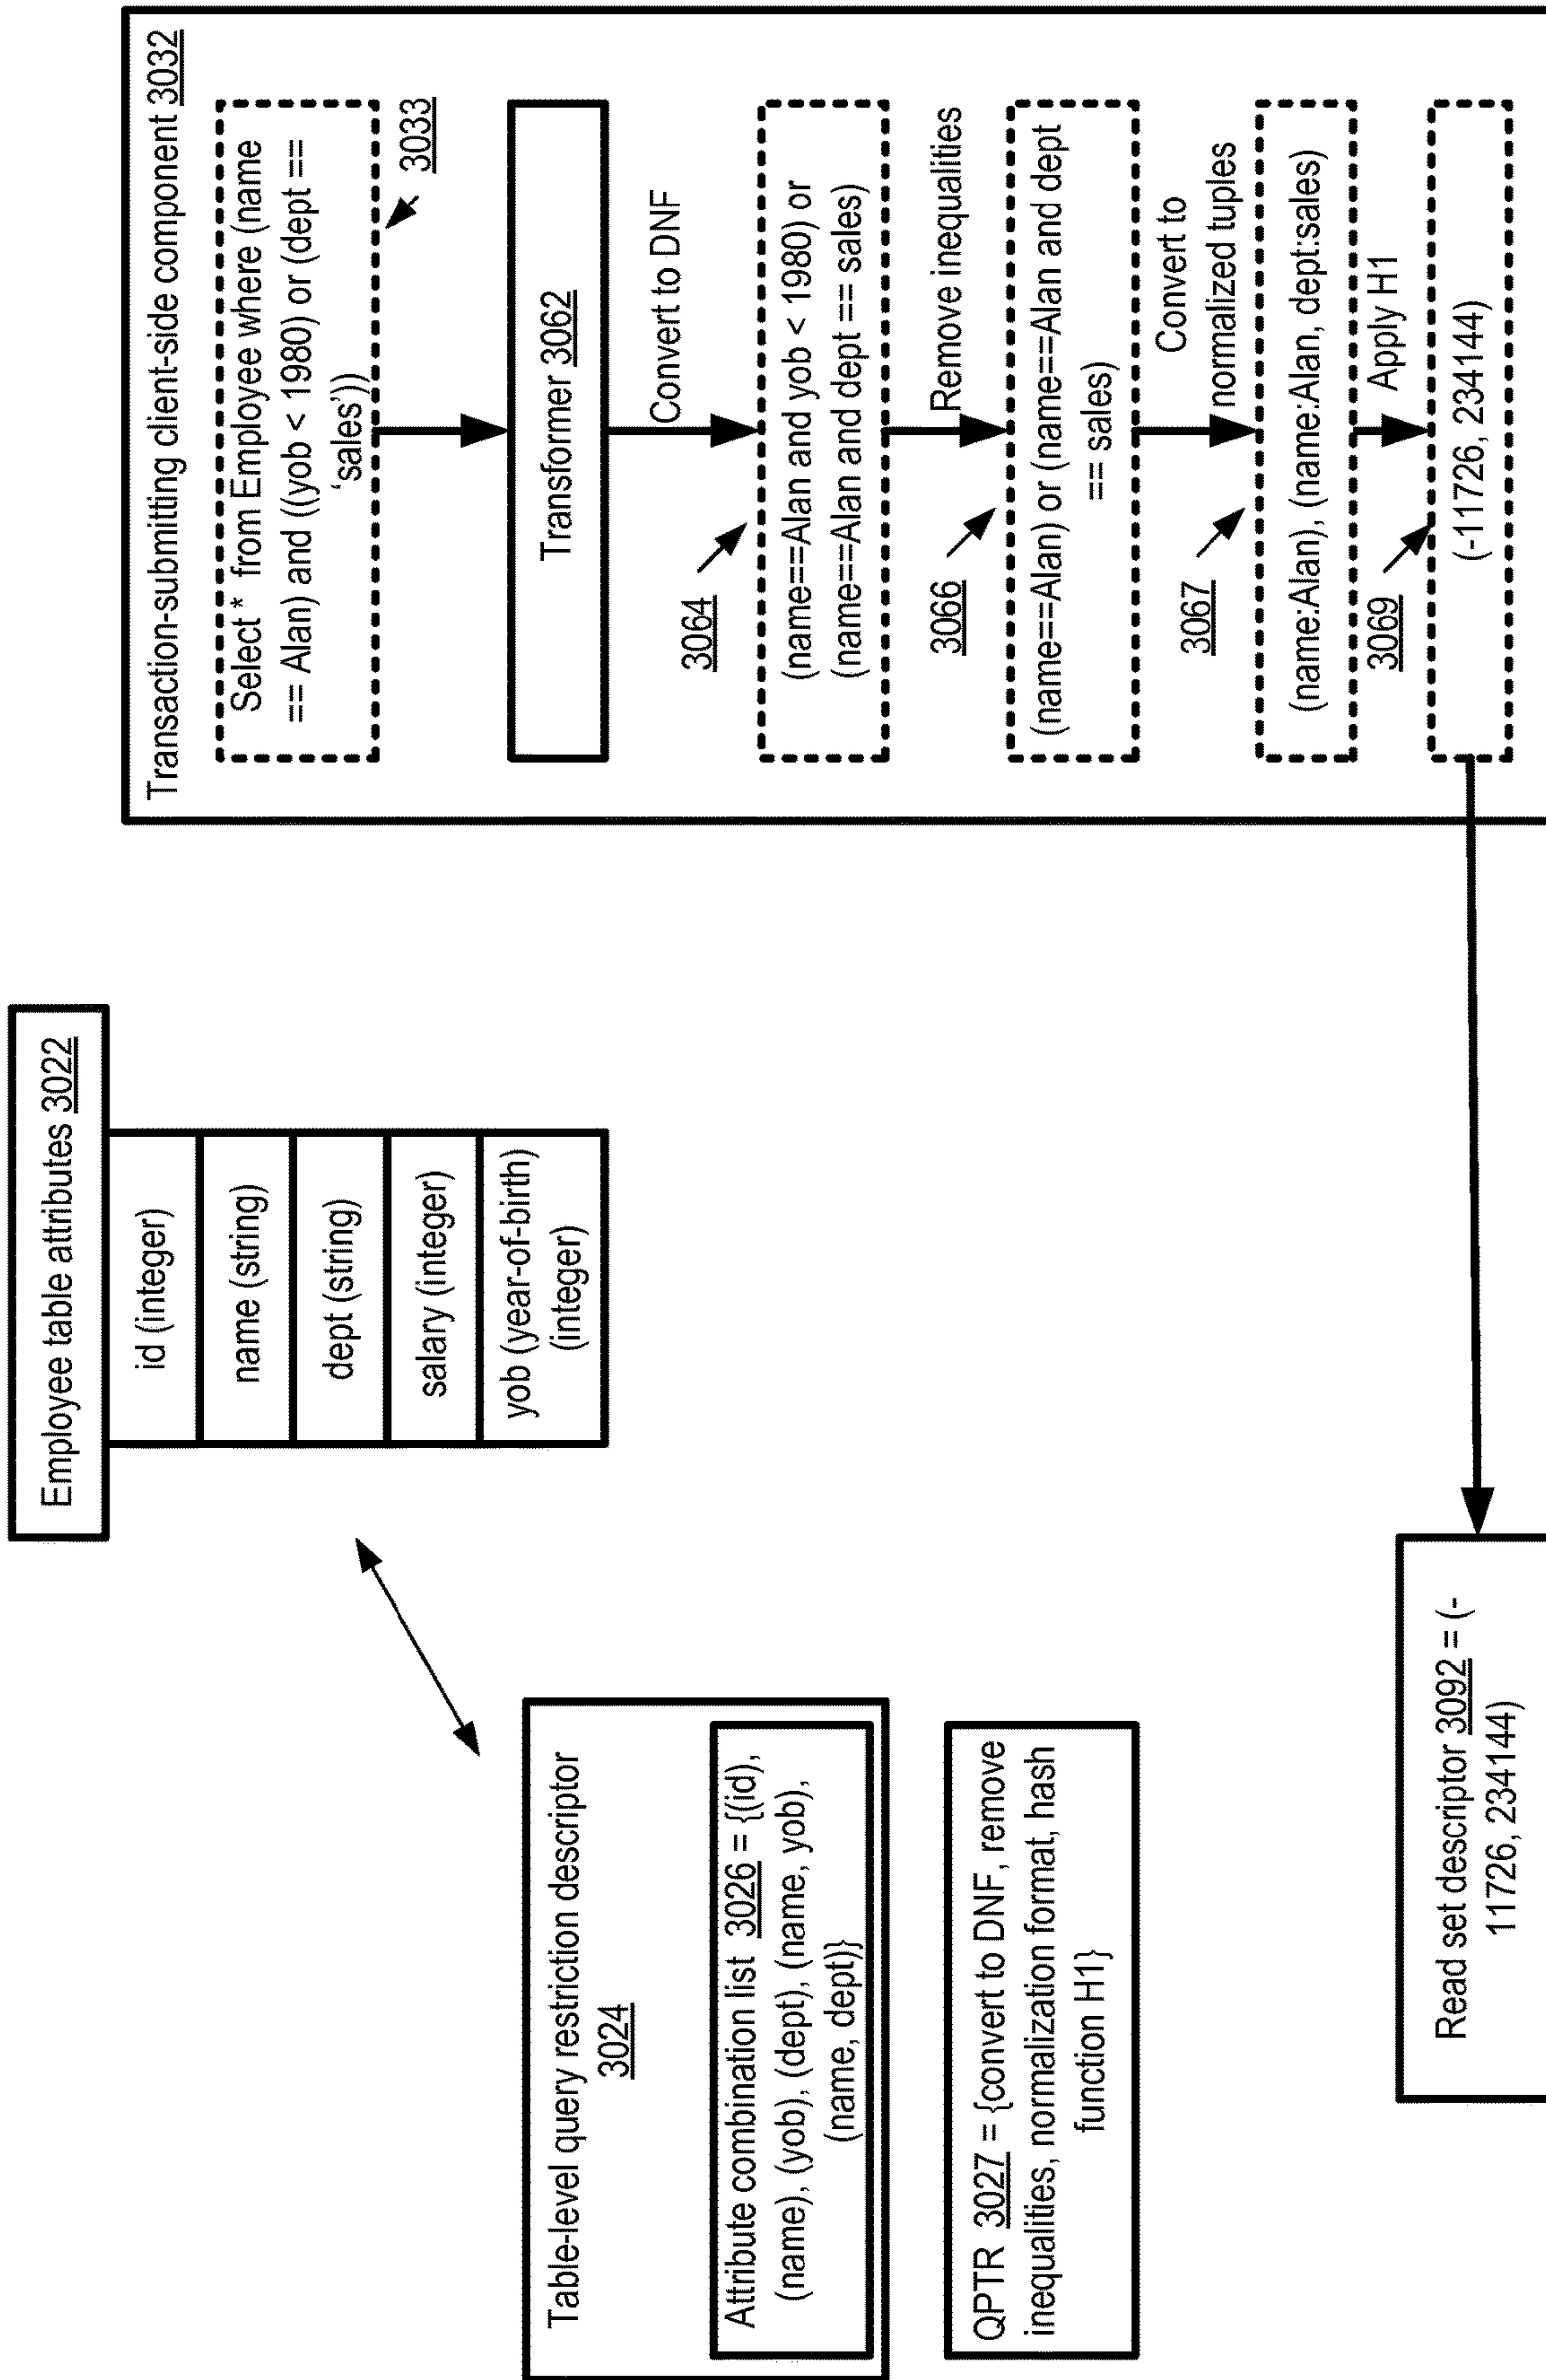 Employee table attributes 3022
id (integer)
name (string)
dept (string)
salary (integer)
yob (year-of-birth)
(integer)
Table-level query restriction descriptor
3024
Attribute combination list 3026 = {(id),
(name), (yob), (dept), (name, yob),
(name, dept)}
QPTR 3027 = {convert to DNF, remove
inequalities, normalization format, hash
function H1}
Read set descriptor 3092 = (-
11726, 234144)
Transaction-submitting client-side component 3032
Select * from Employee where (name
== Alan) and ((yob < 1980) or (dept ==
‘sales’))
3033
Transformer 3062
Convert to DNF
3064
(name==Alan and yob < 1980) or
(name==Alan and dept == sales)
Remove inequalities
3066
(name==Alan) or (name==Alan and dept
== sales)
Convert to
normalized tuples
3067
(name:Alan), (name:Alan, dept:sales)
Apply H1
3069
(-11726, 234144)